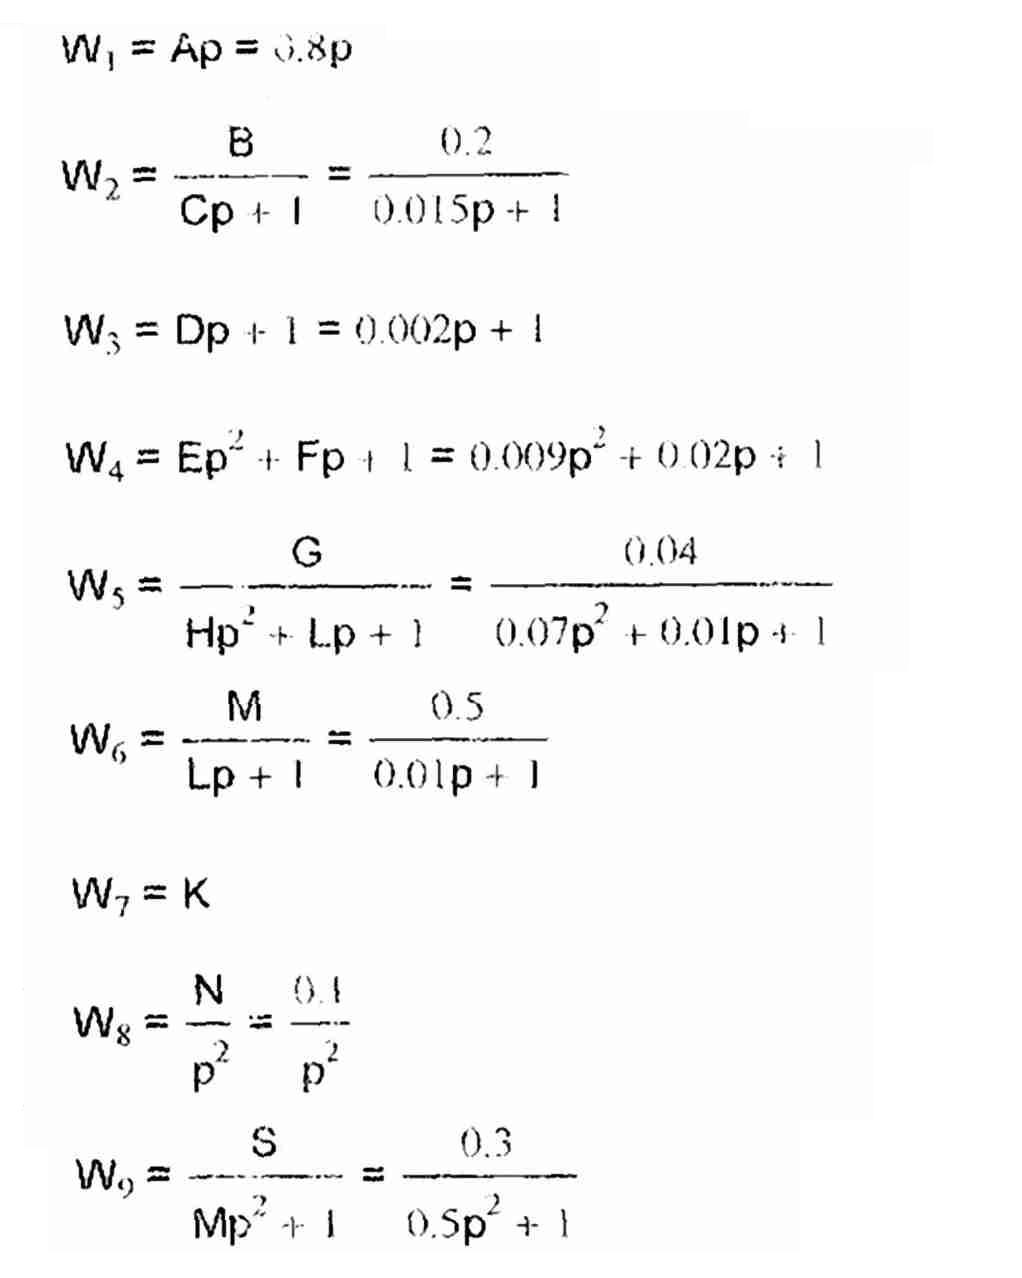 W₁ = Ap = 0.8p
W₂ = B / (Cp + 1) = 0.2 / (0.015p + 1)
W₃ = Dp + 1 = 0.002p + 1
W₄ = Ep² + Fp + 1 = 0.009p² + 0.02p + 1
W₅ = G / (Hp² + Lp + 1) = 0.04 / (0.07p² + 0.01p + 1)
W₆ = M / (Lp + 1) = 0.5 / (0.01p + 1)
W₇ = K
W₈ = N / p² = 0.1 / p²
W₉ = S / (Mp² + 1) = 0.3 / (0.5p² + 1)